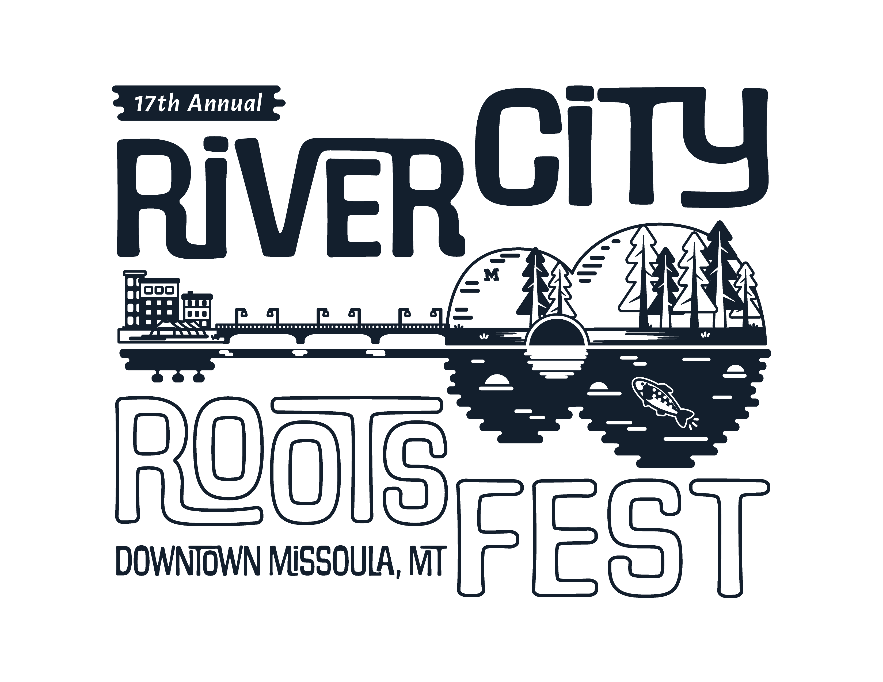 17th Annual
RiVER CiTY
M
ROOTS FEST
DOWNTOWN MiSSOULA, MT